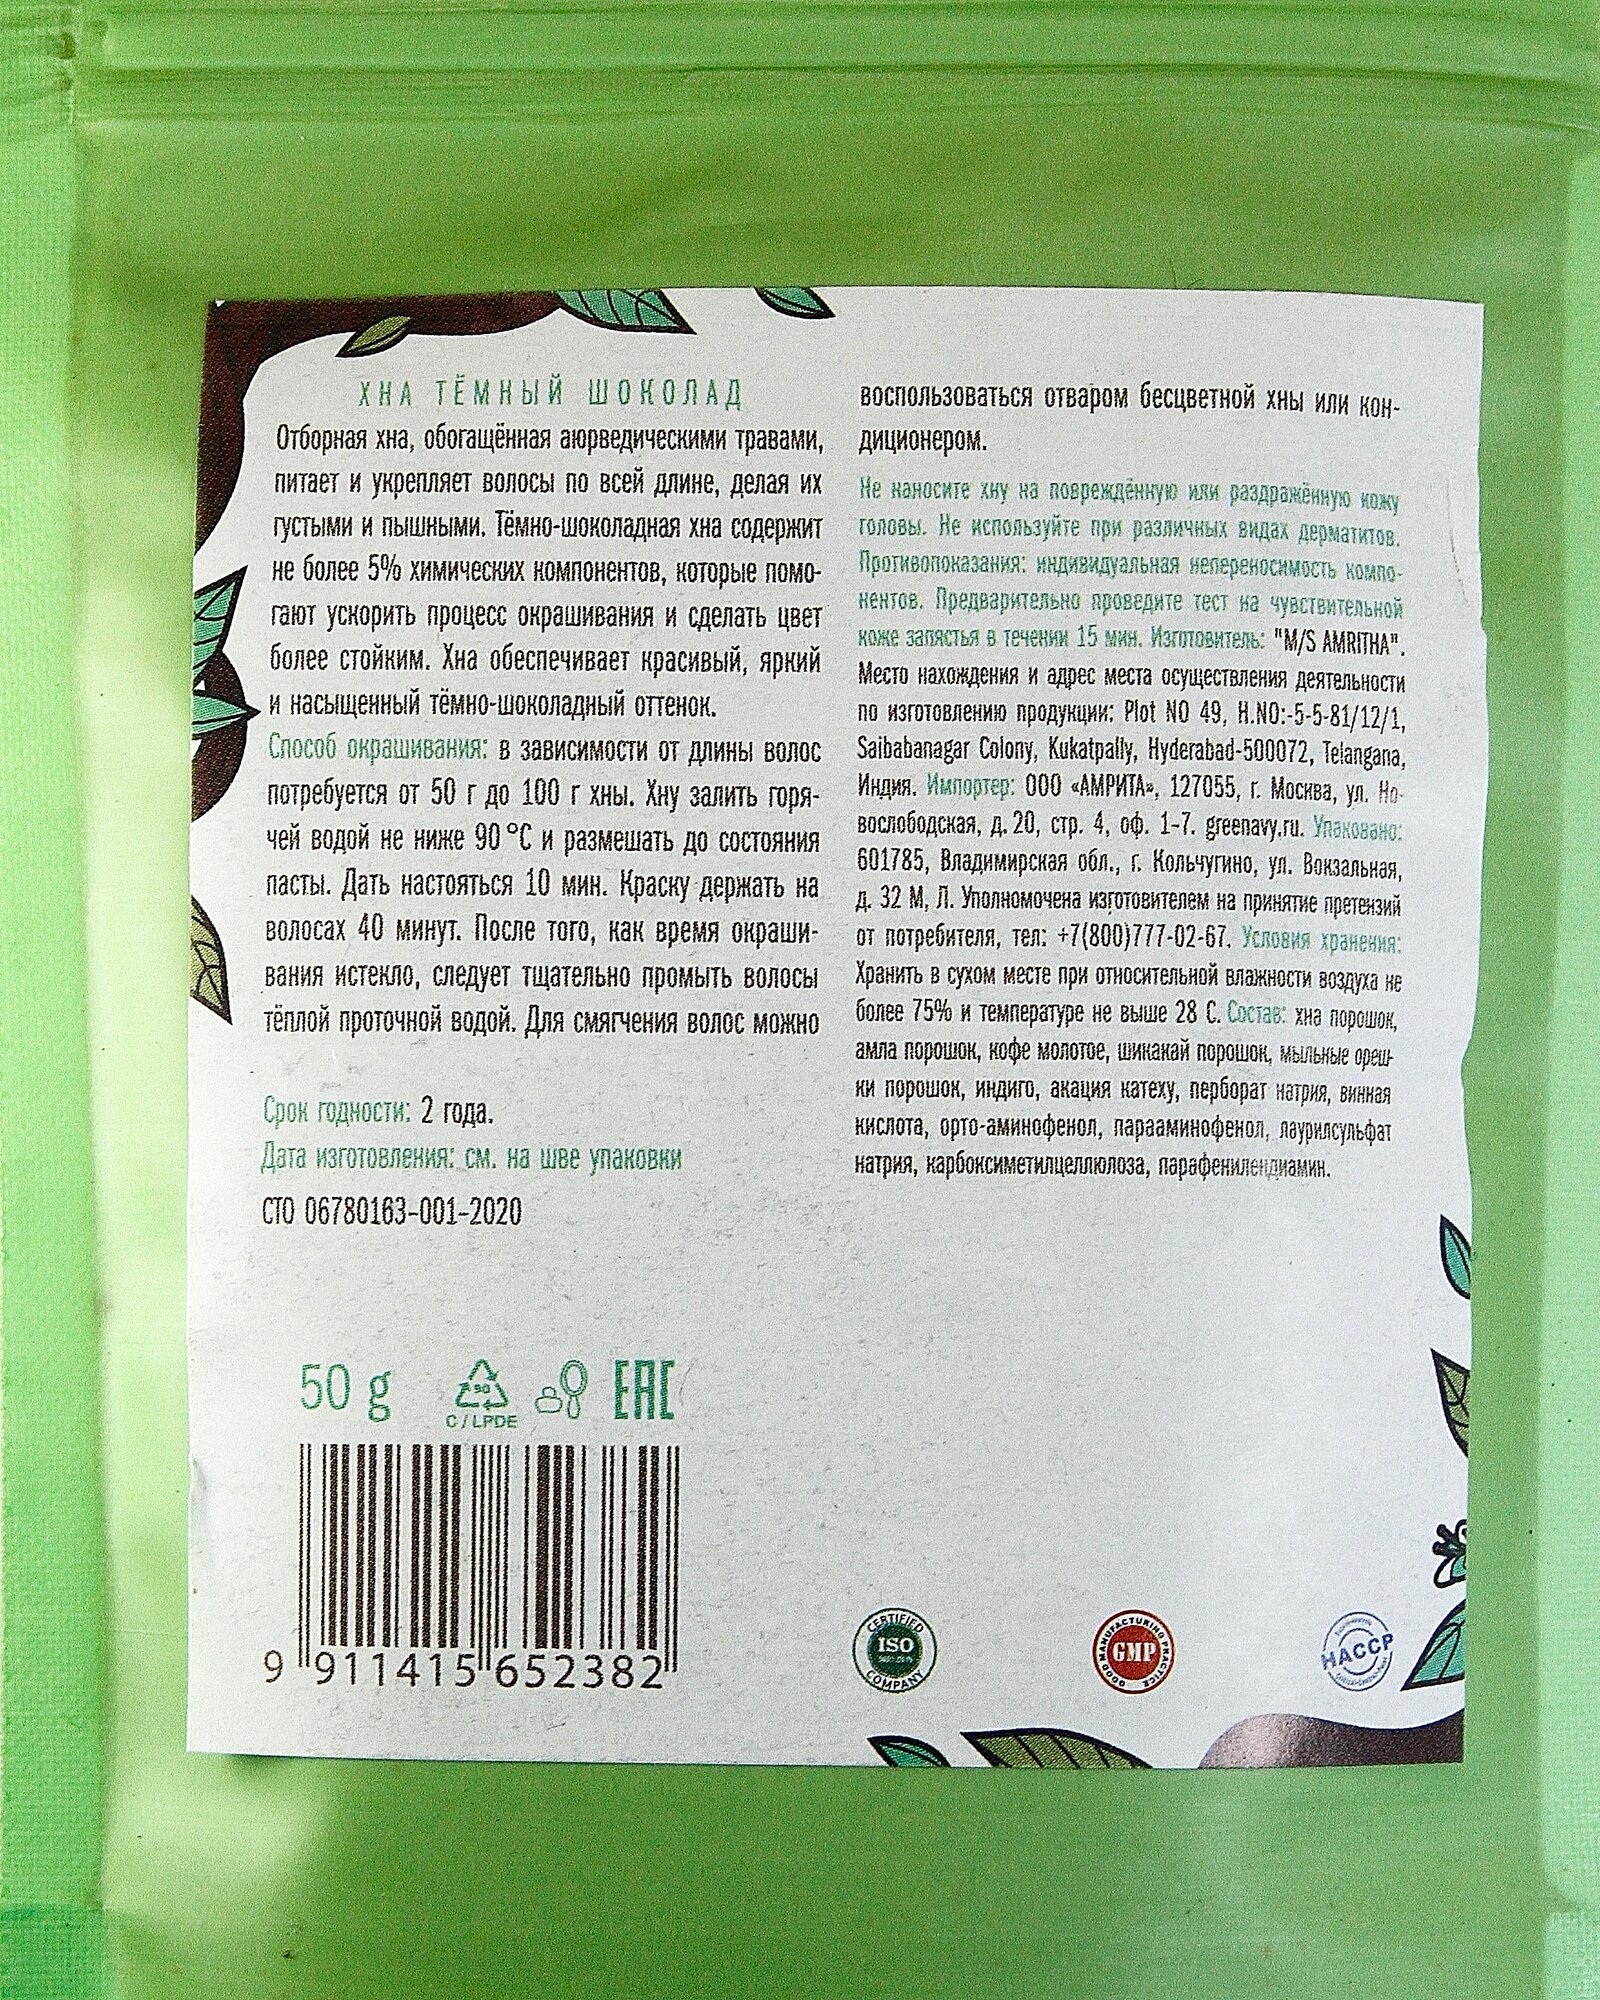 ХНА ТЁМНЫЙ ШОКОЛАД
Отборная хна, обогащённая аюрведическими травами,
питает и укрепляет волосы по всей длине, делая их
густыми и пышными. Тёмно-шоколадная хна содержит
не более 5% химических компонентов, которые помо-
гают ускорить процесс окрашивания и сделать цвет
более стойким. Хна обеспечивает красивый, яркий
и насыщенный тёмно-шоколадный оттенок.
Способ окрашивания: в зависимости от длины волос
потребуется от 50 г до 100 г хны. Хну залить горя-
чей водой не ниже 90 °С и размешать до состояния
пасты. Дать настояться 10 мин. Краску держать на
волосах 40 минут. После того, как время окраши-
вания истекло, следует тщательно промыть волосы
тёплой проточной водой. Для смягчения волос можно
воспользоваться отваром бесцветной хны или кон-
диционером.
Не наносите хну на повреждённую или раздражённую кожу
головы. Не используйте при различных видах дерматитов.
Противопоказания: индивидуальная непереносимость компо-
нентов. Предварительно проведите тест на чувствительной
коже запястья в течении 15 мин. Изготовитель: "M/S AMRITHA".
Место нахождения и адрес места осуществления деятельности
по изготовлению продукции: Plot NO 49, H.NO:-5-5-81/12/1,
Saibabanagar Colony, Kukatpally, Hyderabad-500072, Telangana,
Индия. Импортер: ООО «АМРИТА», 127055, г. Москва, ул. Но-
вослободская, д. 20, стр. 4, оф. 1-7. greenavy.ru. Упаковано:
601785, Владимирская обл., г. Кольчугино, ул. Вокзальная,
д. 32 М, Л. Уполномочена изготовителем на принятие претензий
от потребителя, тел: +7(800)777-02-67. Условия хранения:
Хранить в сухом месте при относительной влажности воздуха не
более 75% и температуре не выше 28 С. Состав: хна порошок,
амла порошок, кофе молотое, шикакай порошок, мыльные ореш-
ки порошок, индиго, акация катеху, перборат натрия, винная
кислота, орто-аминофенол, парааминофенол, лаурилсульфат
натрия, карбоксиметилцеллюлоза, парафенилендиамин.
Срок годности: 2 года.
Дата изготовления: см. на шве упаковки
СТО 06780163-001-2020
50 g
90
C/LPDE
EAC
9 911415 652382
CERTIFIED
ISO
COMPANY
GOOD MANUFACTURING PRACTICE
GMP
HACCP